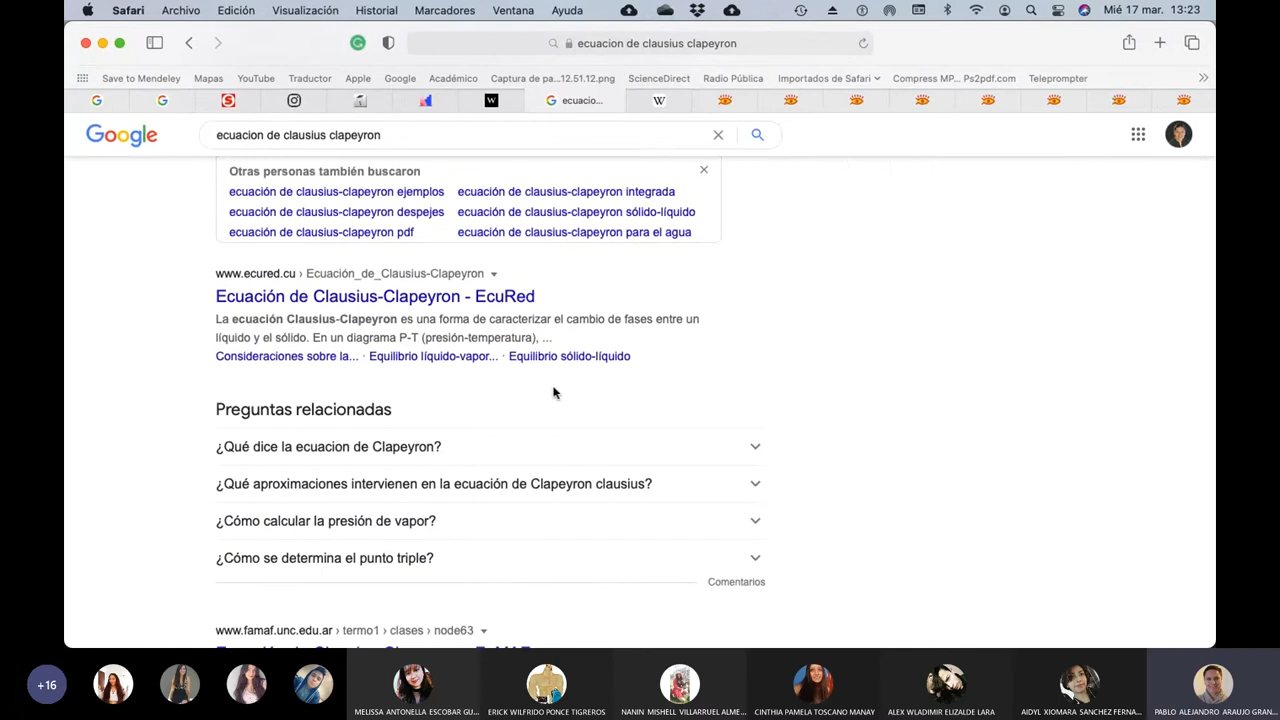 Safari Archivo Edición Visualización Historial Marcadores Ventana Ayuda Mié 17 mar. 13:23
ecuacion de clausius clapeyron
Save to Mendeley Mapas YouTube Traductor Apple Google Académico Captura de pa...12.51.12.png ScienceDirect Radio Pública Importados de Safari Compress MP... Ps2pdf.com Teleprompter
ecuacio...
Google ecuacion de clausius clapeyron
Otras personas también buscaron
ecuación de clausius-clapeyron ejemplos ecuación de clausius-clapeyron integrada
ecuación de clausius-clapeyron despejes ecuación de clausius-clapeyron sólido-líquido
ecuación de clausius-clapeyron pdf ecuación de clausius-clapeyron para el agua
www.ecured.cu › Ecuación_de_Clausius-Clapeyron
Ecuación de Clausius-Clapeyron - EcuRed
La ecuación Clausius-Clapeyron es una forma de caracterizar el cambio de fases entre un
líquido y el sólido. En un diagrama P-T (presión-temperatura), ...
Consideraciones sobre la... · Equilibrio líquido-vapor... · Equilibrio sólido-líquido
Preguntas relacionadas
¿Qué dice la ecuacion de Clapeyron?
¿Qué aproximaciones intervienen en la ecuación de Clapeyron clausius?
¿Cómo calcular la presión de vapor?
¿Cómo se determina el punto triple?
Comentarios
www.famaf.unc.edu.ar › termo1 › clases › node63
+16
MELISSA ANTONELLA ESCOBAR GU... ERICK WILFRIDO PONCE TIGREROS NANIN MISHELL VILLARRUEL ALME... CINTHIA PAMELA TOSCANO MANAY ALEX WLADIMIR ELIZALDE LARA AIDYL XIOMARA SANCHEZ FERNA... PABLO ALEJANDRO ARAUJO GRAN...